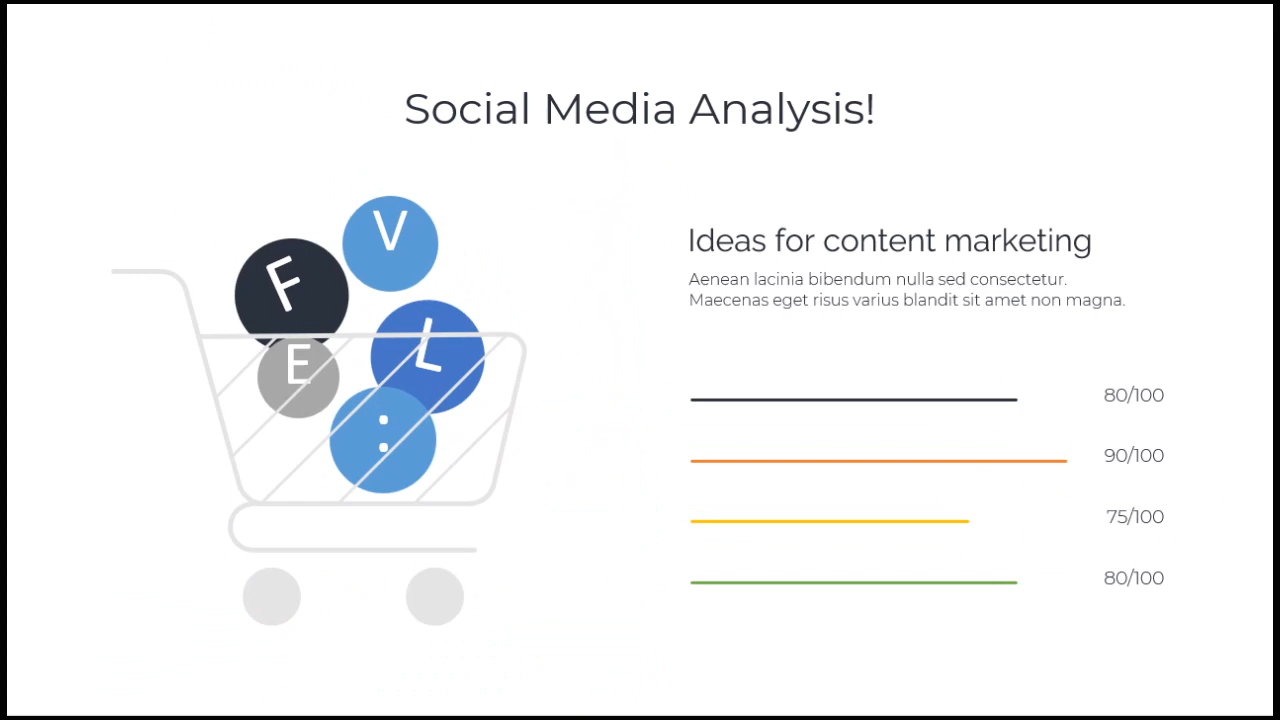 Social Media Analysis!
V
F
L
E
:
Ideas for content marketing
Aenean lacinia bibendum nulla sed consectetur.
Maecenas eget risus varius blandit sit amet non magna.
80/100
90/100
75/100
80/100